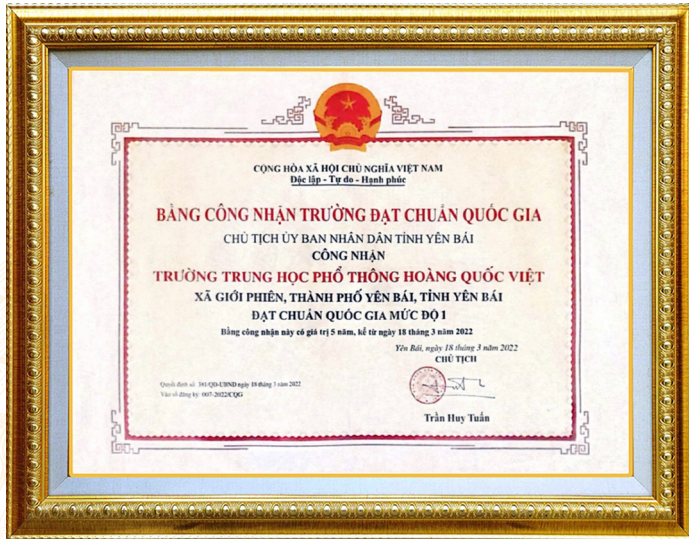 CỘNG HÒA XÃ HỘI CHỦ NGHĨA VIỆT NAM
Độc lập - Tự do - Hạnh phúc
BẰNG CÔNG NHẬN TRƯỜNG ĐẠT CHUẨN QUỐC GIA
CHỦ TỊCH ỦY BAN NHÂN DÂN TỈNH YÊN BÁI
CÔNG NHẬN
TRƯỜNG TRUNG HỌC PHỔ THÔNG HOÀNG QUỐC VIỆT
XÃ GIỚI PHIÊN, THÀNH PHỐ YÊN BÁI, TỈNH YÊN BÁI
ĐẠT CHUẨN QUỐC GIA MỨC ĐỘ 1
Bằng công nhận này có giá trị 5 năm, kể từ ngày 18 tháng 3 năm 2022
Yên Bái, ngày 18 tháng 3 năm 2022
CHỦ TỊCH
Quyết định số: 381/QĐ-UBND ngày 18 tháng 3 năm 2022
Vào sổ đăng ký: 007-2022/CQG
Trần Huy Tuấn